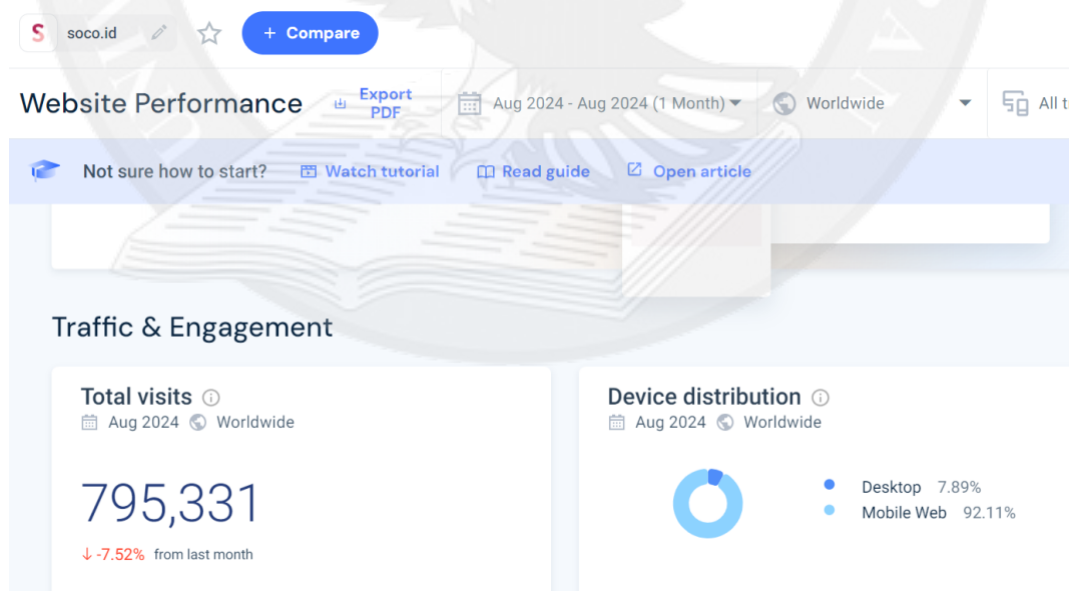 S soco.id + Compare
Website Performance Export PDF Aug 2024 - Aug 2024 (1 Month) Worldwide All t
Not sure how to start? Watch tutorial Read guide Open article
Traffic & Engagement
Total visits
Aug 2024 Worldwide
795,331
-7.52% from last month
Device distribution
Aug 2024 Worldwide
Desktop 7.89%
Mobile Web 92.11%